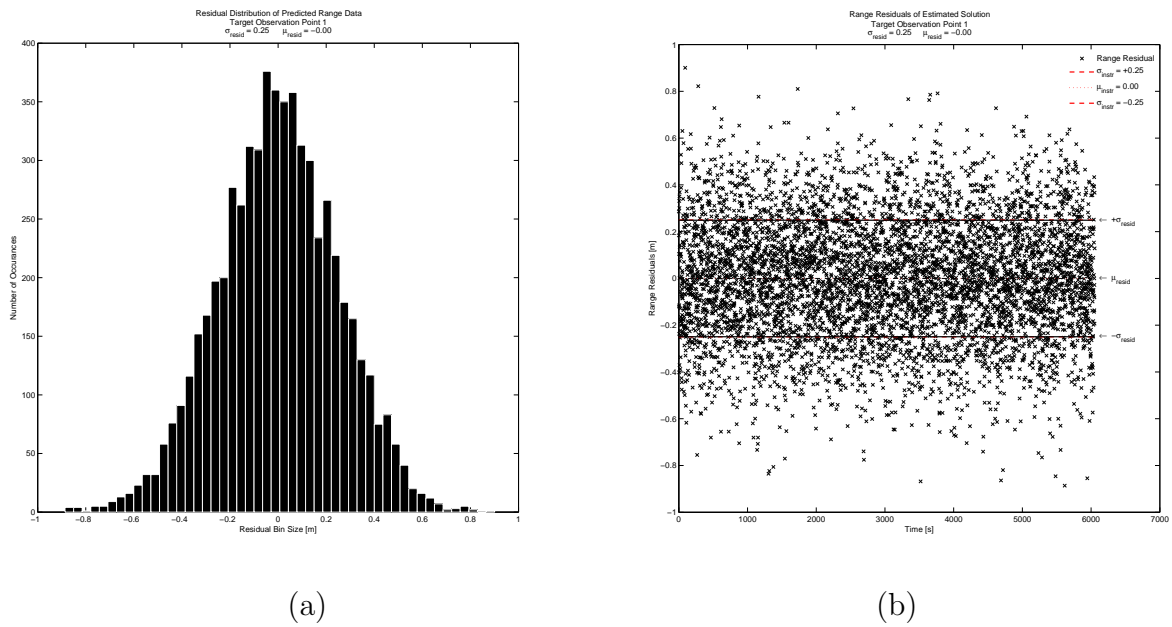 Residual Distribution of Predicted Range Data
Target Observation Point 1
σresid = 0.25 μresid = −0.00
400
350
300
250
200
150
100
50
0
Number of Occurances
−1 −0.8 −0.6 −0.4 −0.2 0 0.2 0.4 0.6 0.8 1
Residual Bin Size [m]
(a)
Range Residuals of Estimated Solution
Target Observation Point 1
σresid = 0.25 μresid = −0.00
1
0.8
0.6
0.4
0.2
0
−0.2
−0.4
−0.6
−0.8
−1
Range Residuals [m]
Range Residual
σinstr = +0.25
μinstr = 0.00
σinstr = −0.25
← +σresid
← μresid
← −σresid
0 1000 2000 3000 4000 5000 6000 7000
Time [s]
(b)